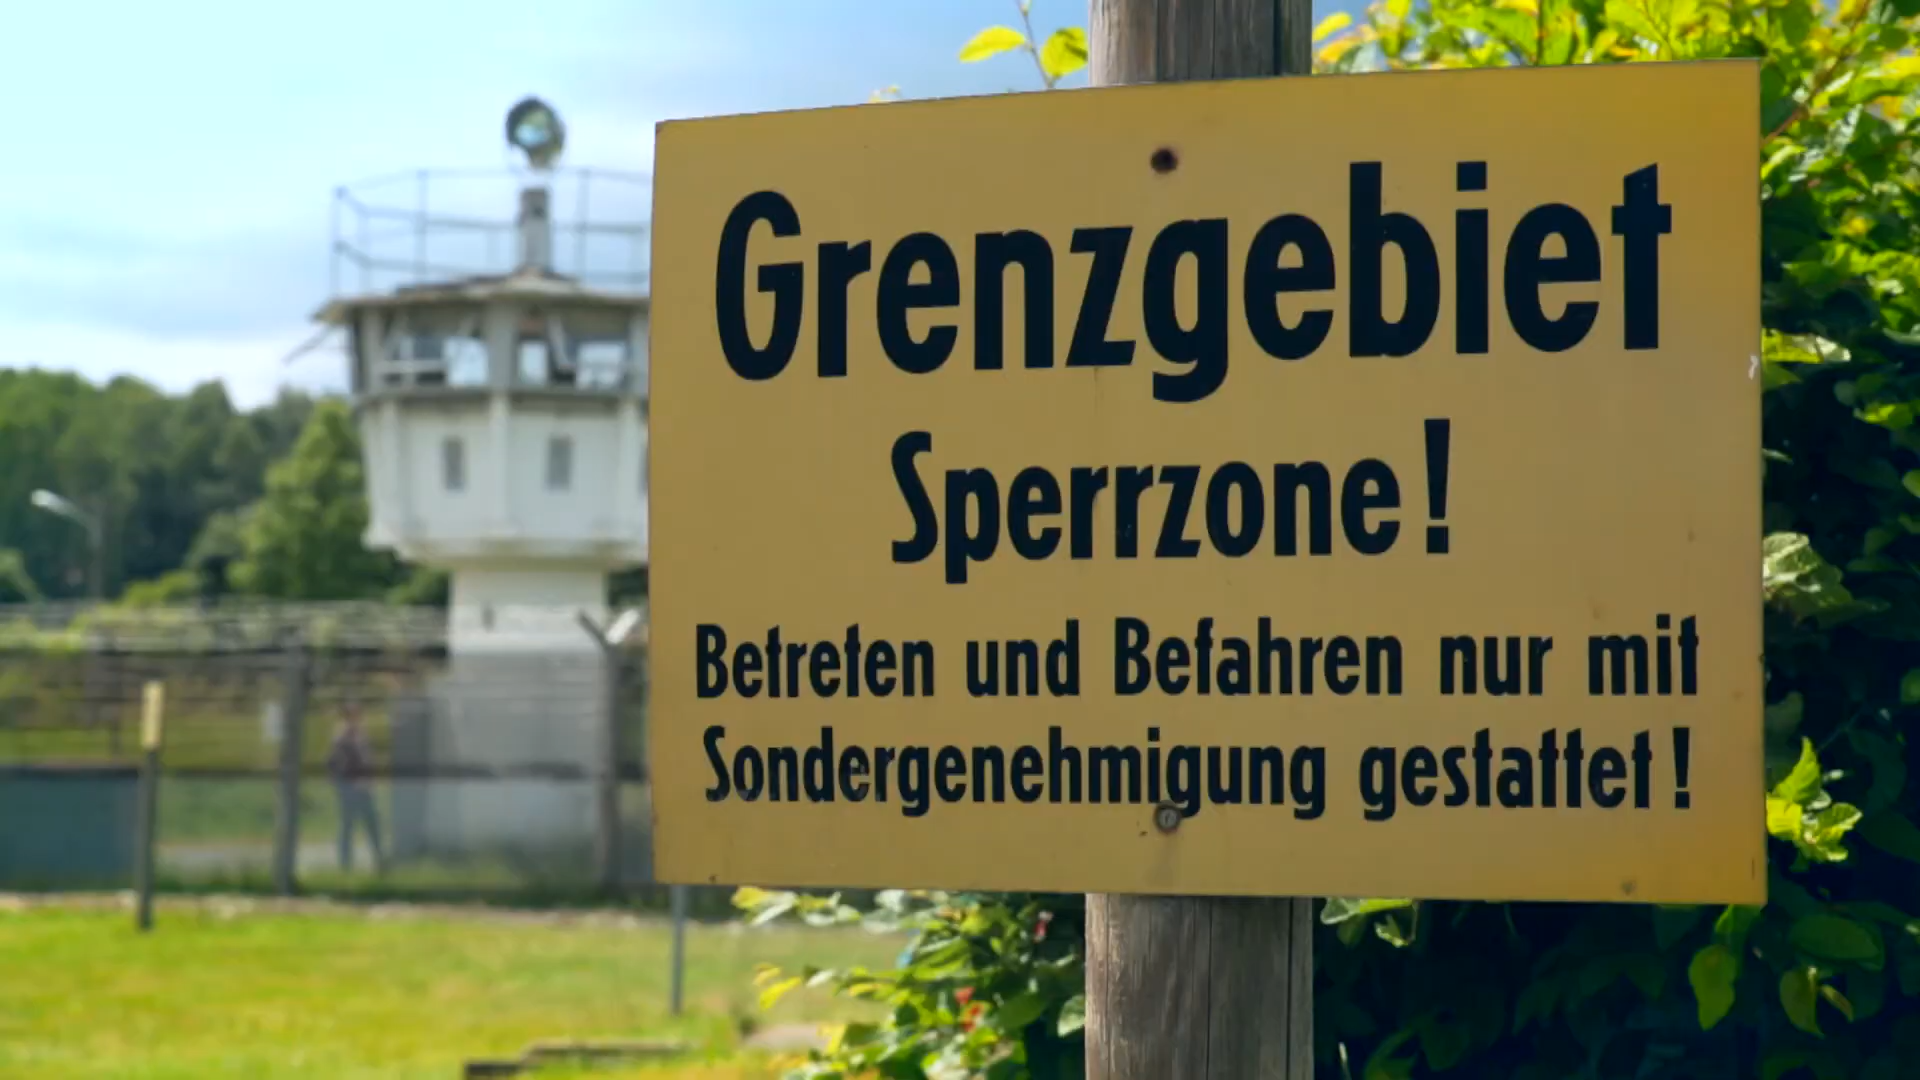 Grenzgebiet
Sperrzone!
Betreten und Befahren nur mit
Sondergenehmigung gestattet!